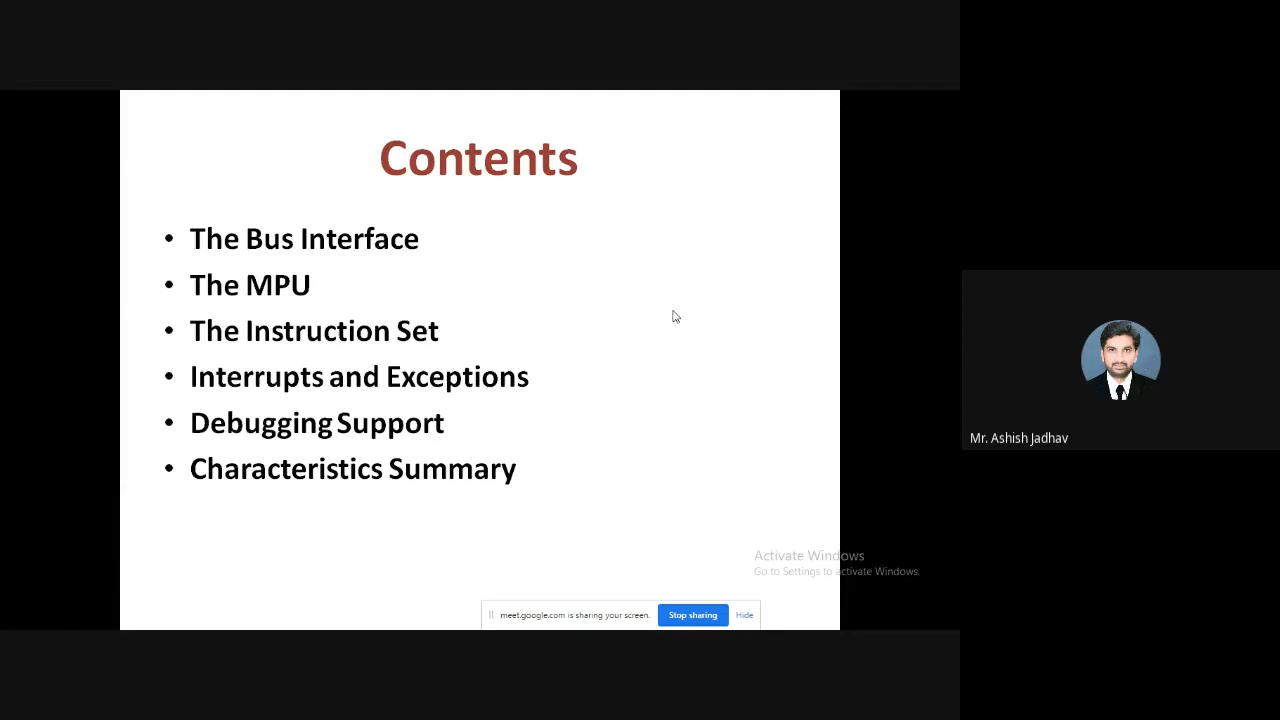 Contents
• The Bus Interface
• The MPU
• The Instruction Set
• Interrupts and Exceptions
• Debugging Support
• Characteristics Summary
Mr. Ashish Jadhav
Activate Windows
Go to Settings to activate Windows.
meet.google.com is sharing your screen. Stop sharing Hide